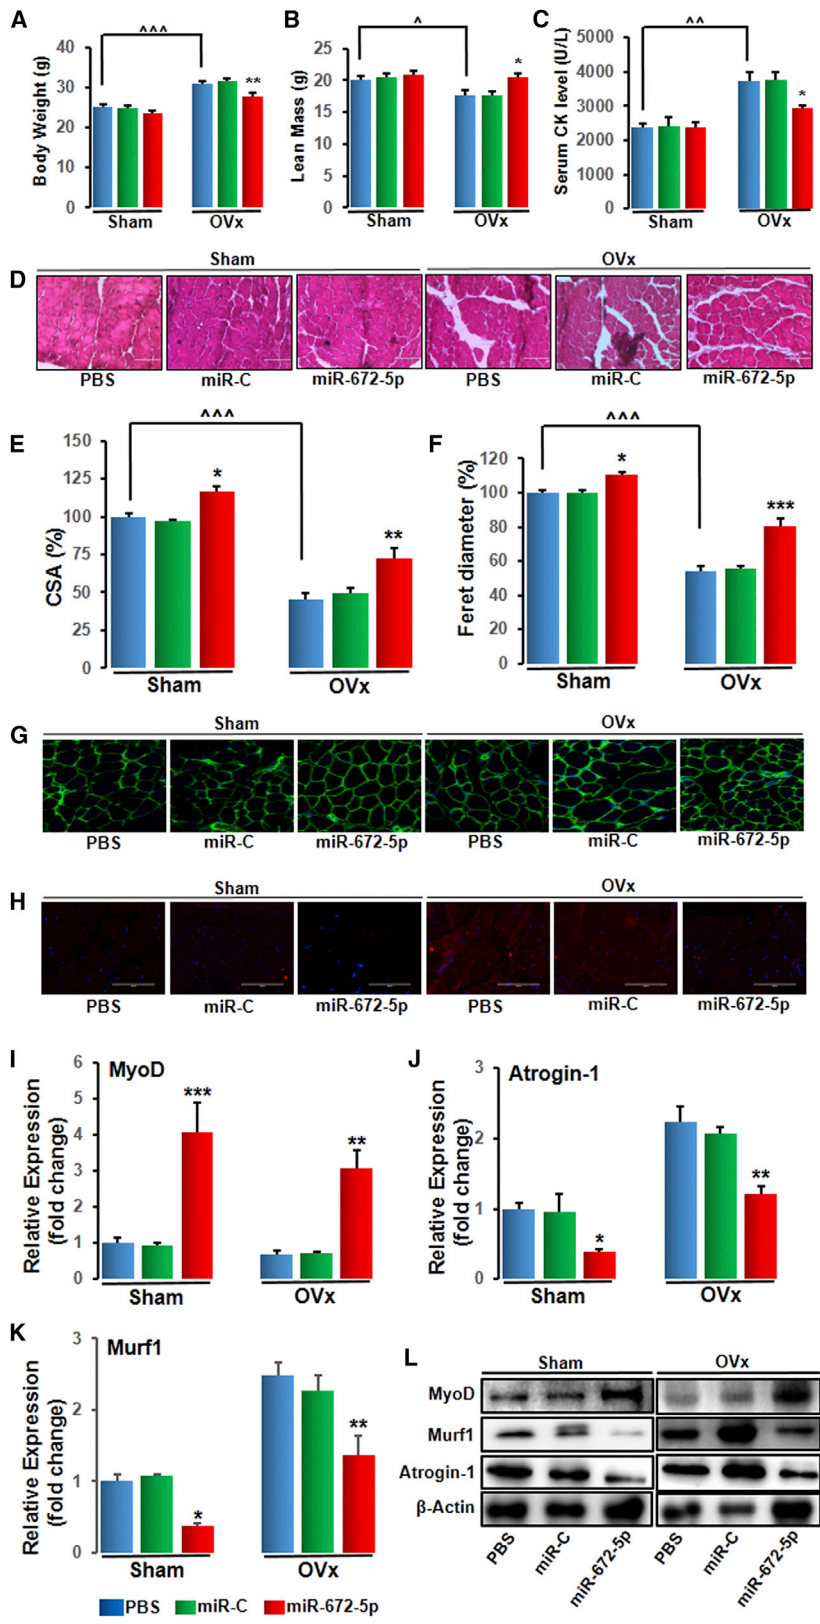 A
^^^
Body Weight (g)
40
30
20
10
0
**
Sham
OVx
B
^
Lean Mass (g)
25
20
15
10
5
0
*
Sham
OVx
C
^^
Serum CK level (U/L)
5000
4000
3000
2000
1000
0
*
Sham
OVx
D
Sham
OVx
PBS
miR-C
miR-672-5p
PBS
miR-C
miR-672-5p
E
^^^
CSA (%)
150
125
100
75
50
25
0
*
**
Sham
OVx
F
^^^
Feret diameter (%)
120
100
80
60
40
20
0
*
***
Sham
OVx
G
Sham
OVx
PBS
miR-C
miR-672-5p
PBS
miR-C
miR-672-5p
H
Sham
OVx
PBS
miR-C
miR-672-5p
PBS
miR-C
miR-672-5p
I
MyoD
Relative Expression
(fold change)
6
5
4
3
2
1
0
***
**
Sham
OVx
J
Atrogin-1
Relative Expression
(fold change)
3
2
1
0
*
**
Sham
OVx
K
Murf1
Relative Expression
(fold change)
3
2
1
0
*
**
Sham
OVx
PBS
miR-C
miR-672-5p
L
Sham
OVx
MyoD
Murf1
Atrogin-1
β-Actin
PBS
miR-C
miR-672-5p
PBS
miR-C
miR-672-5p